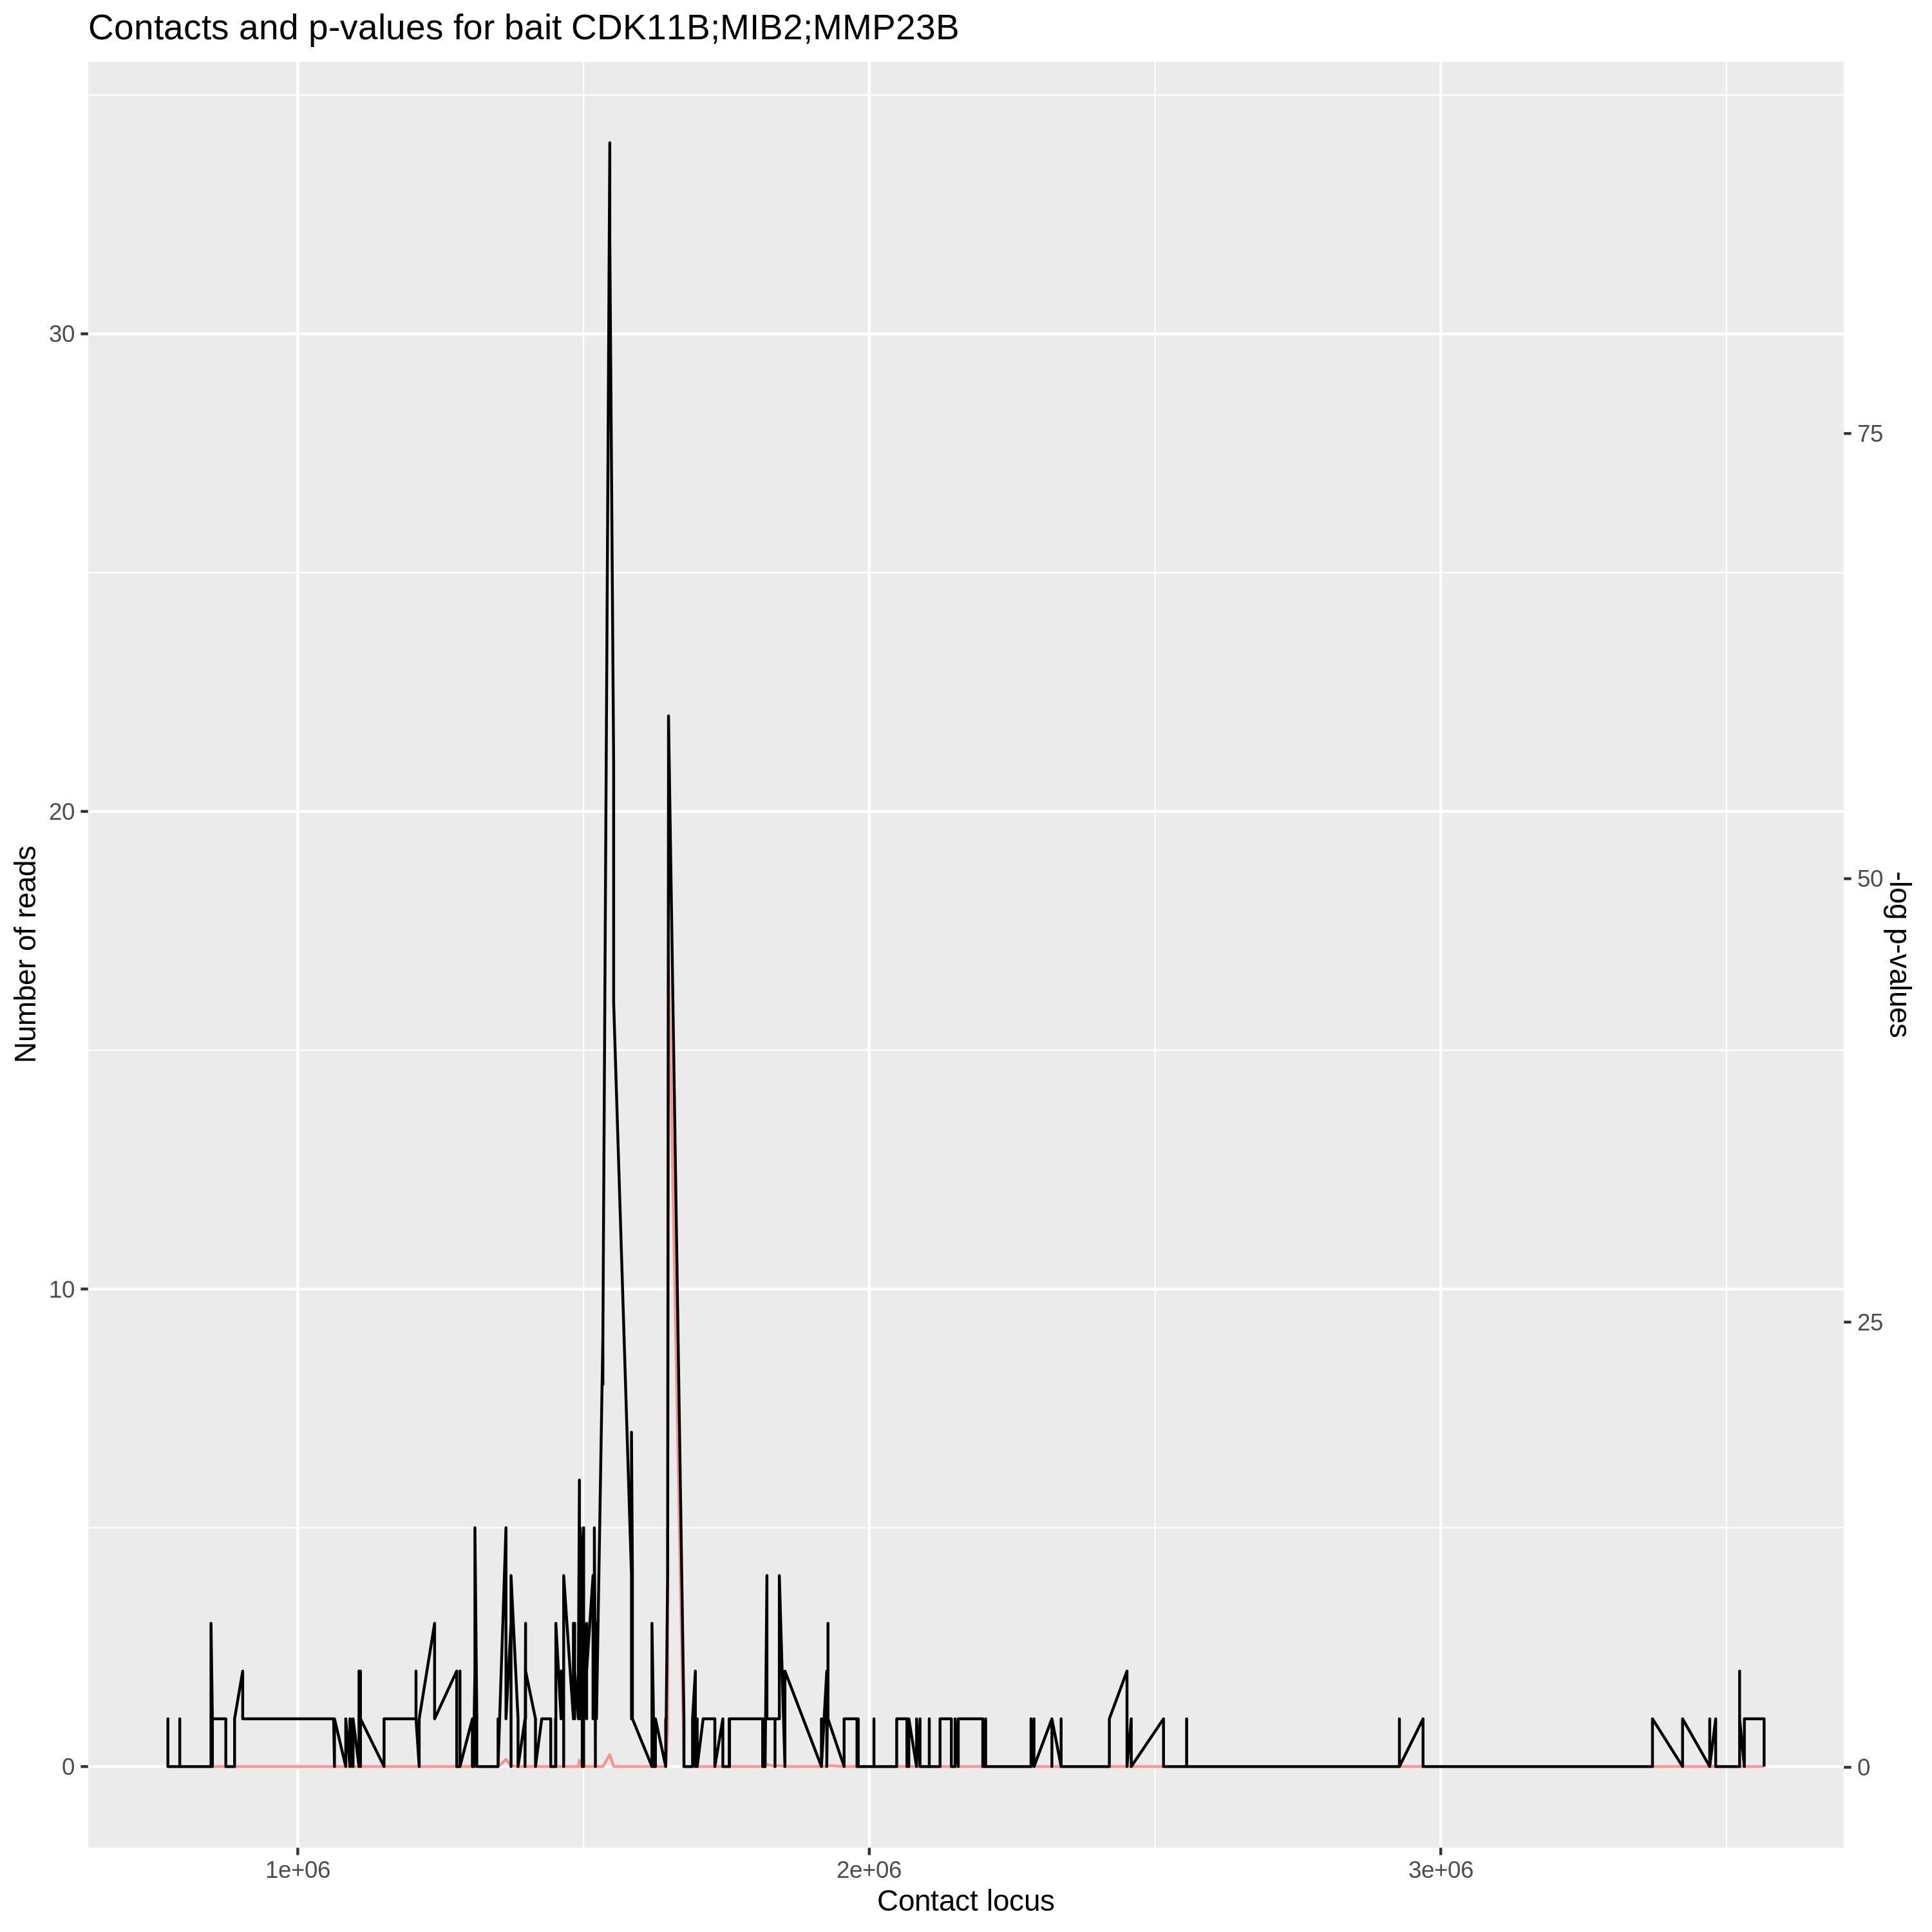 Contacts and p-values for bait CDK11B;MIB2;MMP23B
30
20
10
0
Number of reads
75
50
25
0
-log p-values
1e+06
2e+06
3e+06
Contact locus